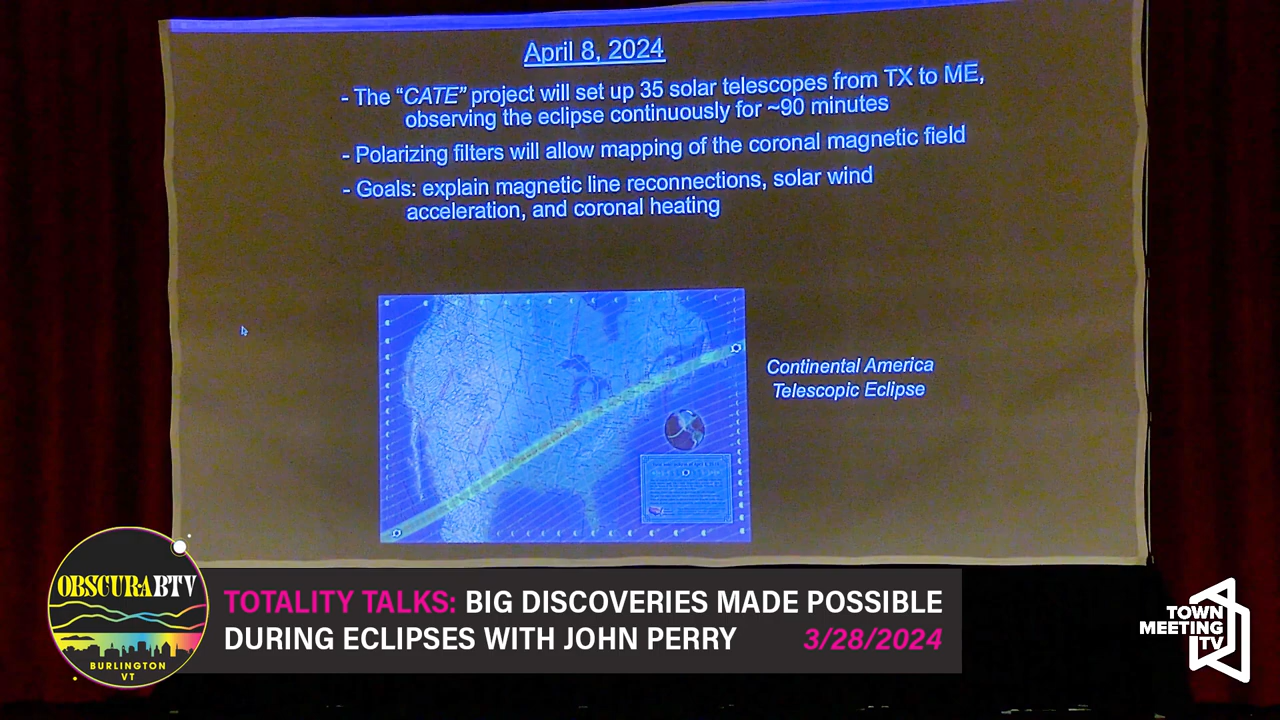 April 8, 2024
- The “CATE” project will set up 35 solar telescopes from TX to ME,
observing the eclipse continuously for ~90 minutes
- Polarizing filters will allow mapping of the coronal magnetic field
- Goals: explain magnetic line reconnections, solar wind
acceleration, and coronal heating
Continental America
Telescopic Eclipse
OBSCURABTV
BURLINGTON
VT
TOTALITY TALKS: BIG DISCOVERIES MADE POSSIBLE
DURING ECLIPSES WITH JOHN PERRY 3/28/2024
TOWN
MEETING
TV